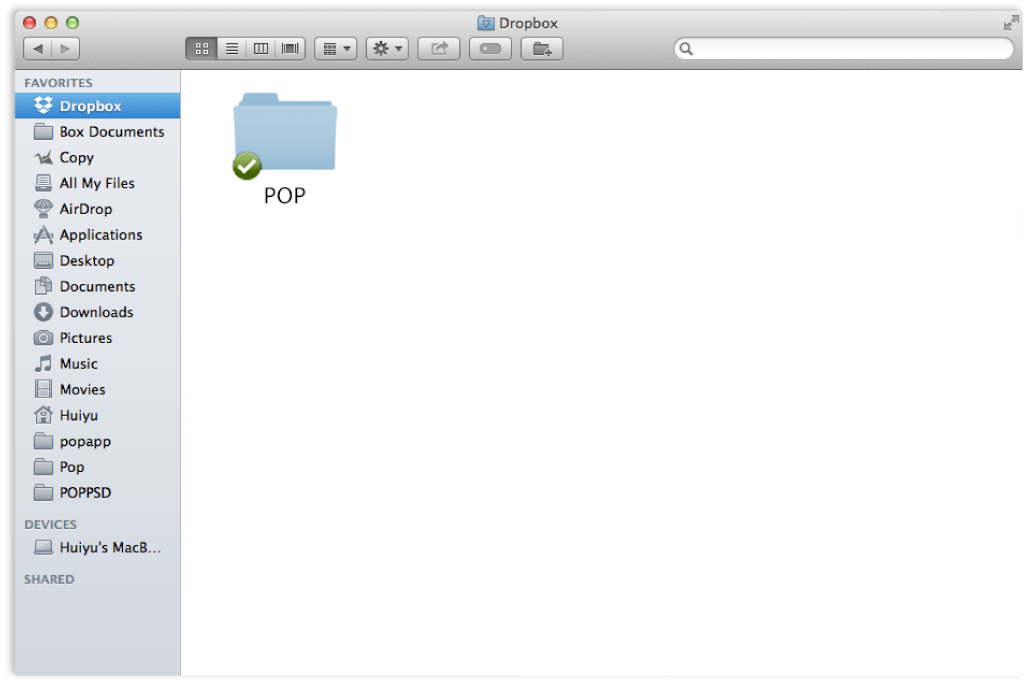 Dropbox
FAVORITES
Dropbox
Box Documents
Copy
All My Files
AirDrop
Applications
Desktop
Documents
Downloads
Pictures
Music
Movies
Huiyu
popapp
Pop
POPPSD
DEVICES
Huiyu's MacB...
SHARED
POP